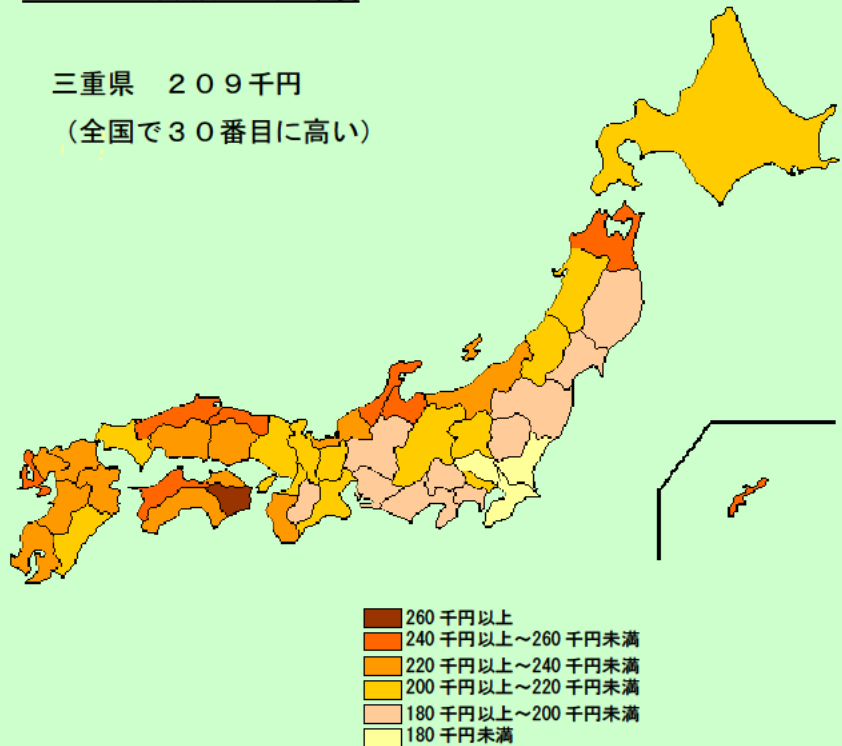 三重県　２０９千円
（全国で３０番目に高い）
260 千円以上
240 千円以上～260 千円未満
220 千円以上～240 千円未満
200 千円以上～220 千円未満
180 千円以上～200 千円未満
180 千円未満